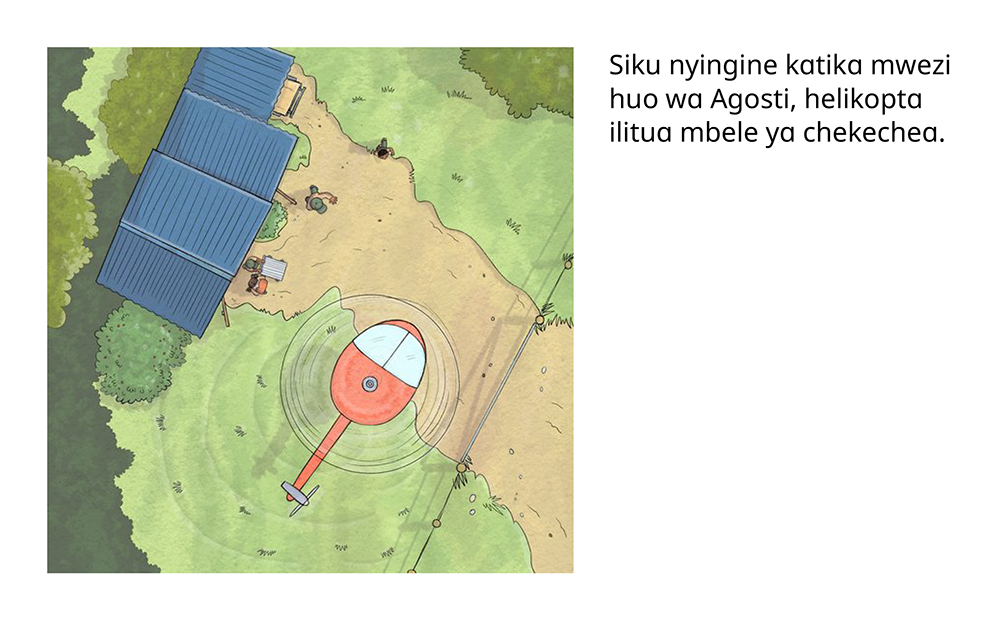 Siku nyingine katika mwezi
huo wa Agosti, helikopta
ilitua mbele ya chekechea.